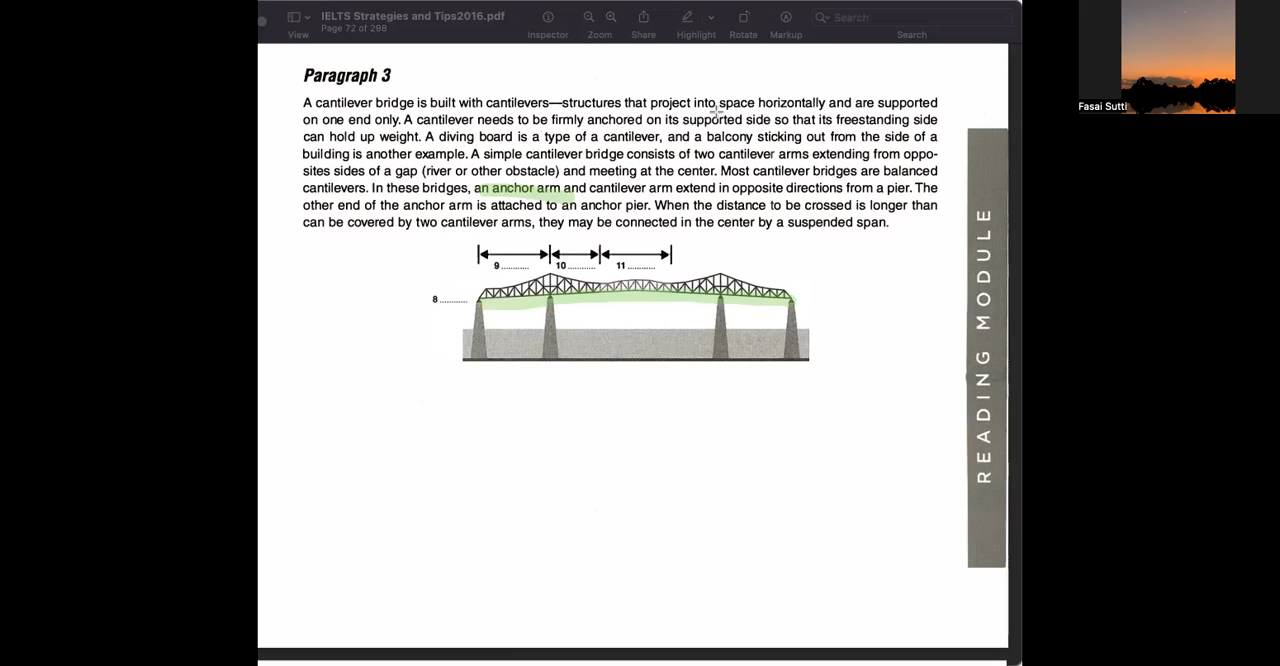 IELTS Strategies and Tips2016.pdf
Page 72 of 298
View
Inspector
Zoom
Share
Highlight
Rotate
Markup
Search
Search
Fasai Sutti
Paragraph 3
A cantilever bridge is built with cantilevers—structures that project into space horizontally and are supported
on one end only. A cantilever needs to be firmly anchored on its supported side so that its freestanding side
can hold up weight. A diving board is a type of a cantilever, and a balcony sticking out from the side of a
building is another example. A simple cantilever bridge consists of two cantilever arms extending from oppo-
sites sides of a gap (river or other obstacle) and meeting at the center. Most cantilever bridges are balanced
cantilevers. In these bridges, an anchor arm and cantilever arm extend in opposite directions from a pier. The
other end of the anchor arm is attached to an anchor pier. When the distance to be crossed is longer than
can be covered by two cantilever arms, they may be connected in the center by a suspended span.
9 ............
10 ............
11 ............
8 ............
READING MODULE